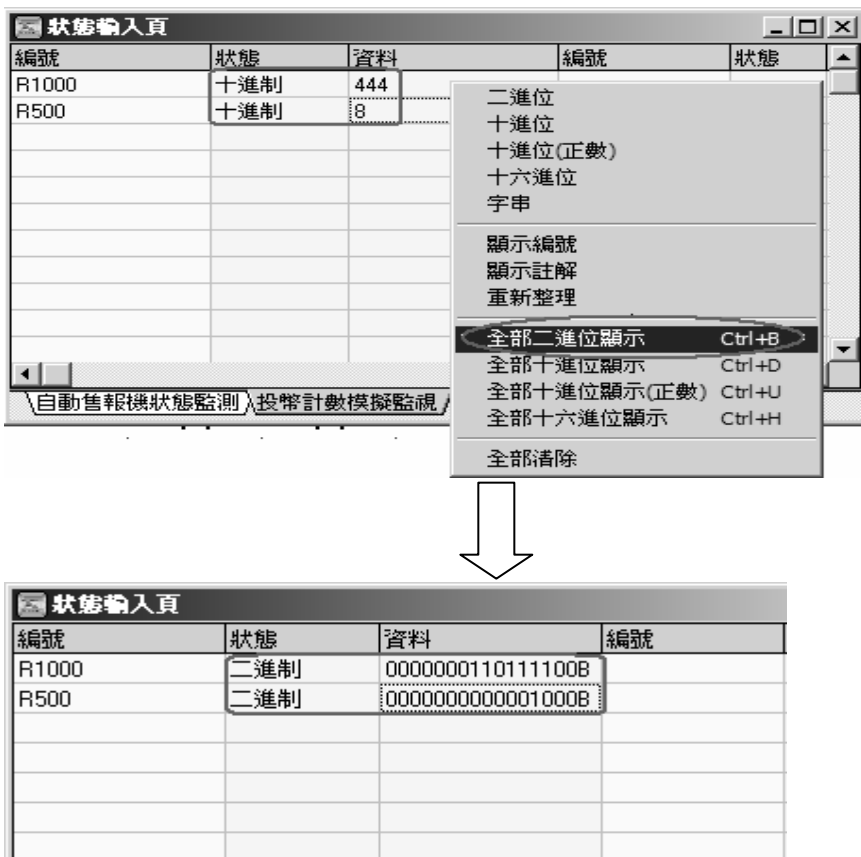 狀態輸入頁
編號 狀態 資料 編號 狀態
R1000 十進制 444
R500 十進制 8
二進位
十進位
十進位(正數)
十六進位
字串
顯示編號
顯示註解
重新整理
全部二進位顯示 Ctrl+B
全部十進位顯示 Ctrl+D
全部十進位顯示(正數) Ctrl+U
全部十六進位顯示 Ctrl+H
全部清除
自動售報機狀態監測 投幣計數模擬監視
狀態輸入頁
編號 狀態 資料 編號
R1000 二進制 0000000110111100B
R500 二進制 0000000000001000B